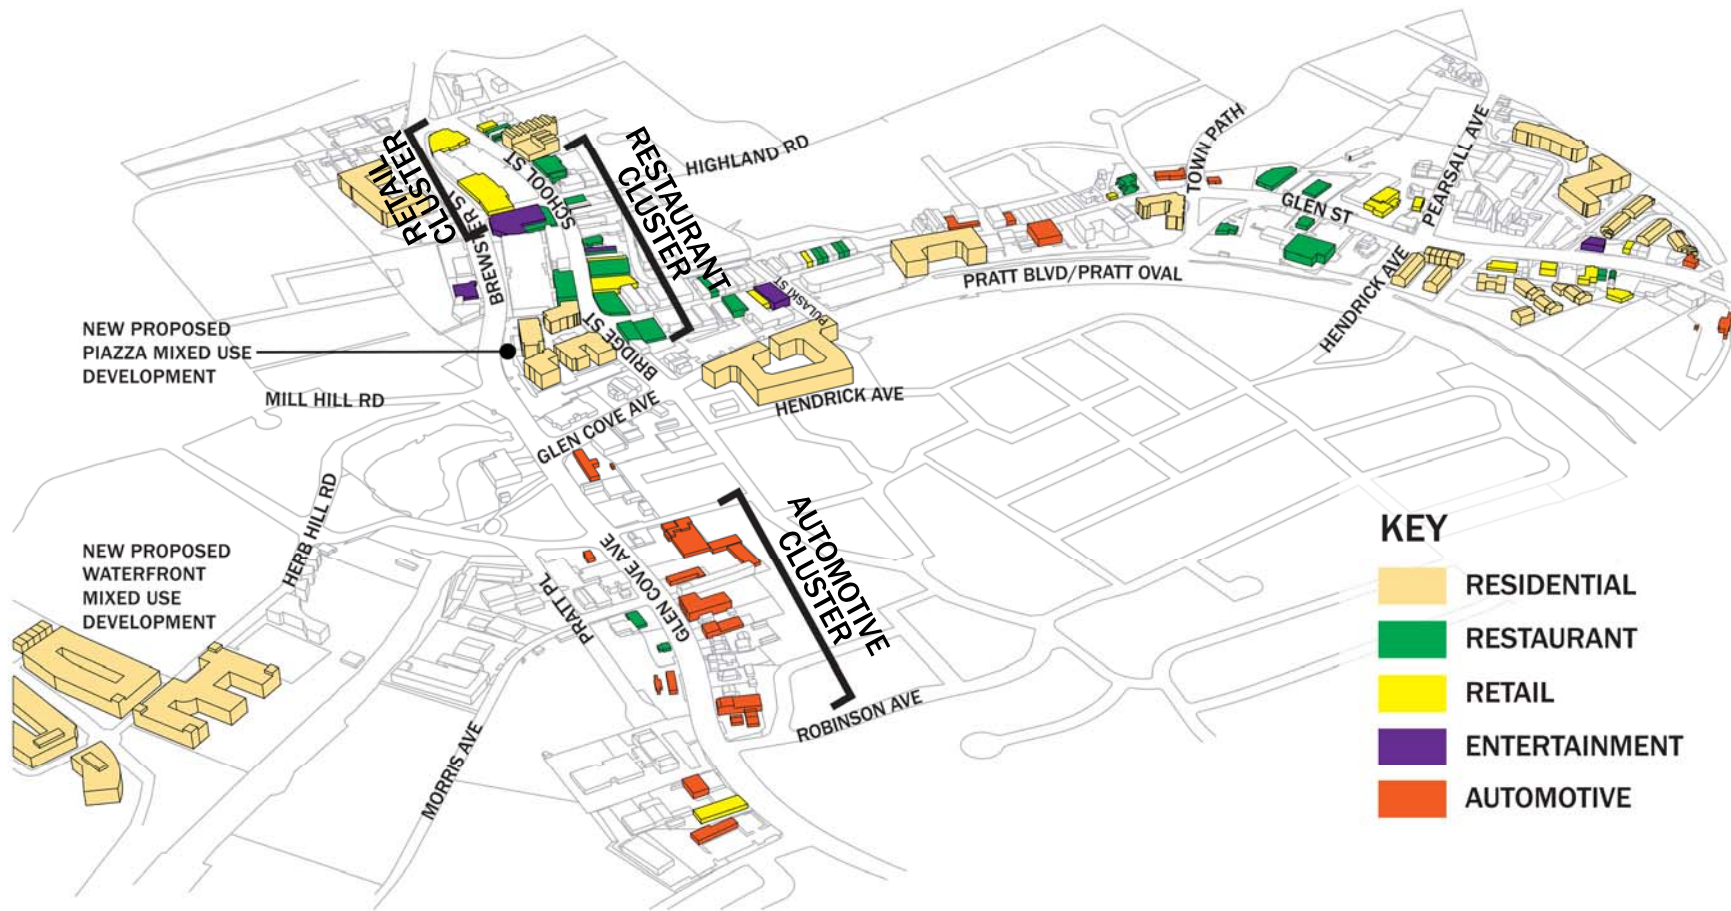 RETAIL
CLUSTER
BREWSTER ST
SCHOOL ST
RESTAURANT
CLUSTER
HIGHLAND RD
TOWN PATH
GLEN ST
PEARSALL AVE
PULASKI ST
PRATT BLVD/PRATT OVAL
HENDRICK AVE
BRIDGE ST
NEW PROPOSED
PIAZZA MIXED USE
DEVELOPMENT
MILL HILL RD
HENDRICK AVE
GLEN COVE AVE
HERB HILL RD
NEW PROPOSED
WATERFRONT
MIXED USE
DEVELOPMENT
PRATT PL
GLEN COVE AVE
AUTOMOTIVE
CLUSTER
ROBINSON AVE
MORRIS AVE
KEY
RESIDENTIAL
RESTAURANT
RETAIL
ENTERTAINMENT
AUTOMOTIVE